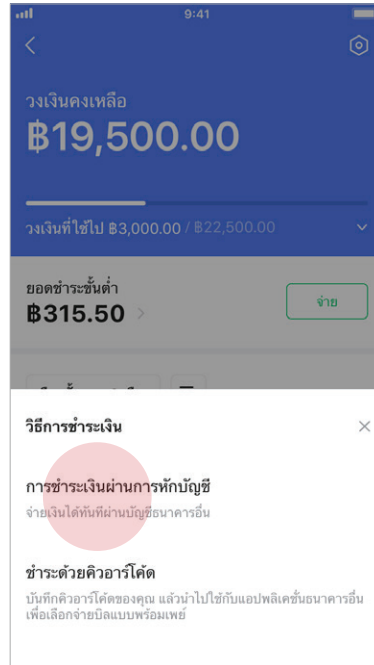 9:41
วงเงินคงเหลือ
฿19,500.00
วงเงินที่ใช้ไป ฿3,000.00 / ฿22,500.00
ยอดชำระขั้นต่ำ
฿315.50
จ่าย
วิธีการชำระเงิน
การชำระเงินผ่านการหักบัญชี
จ่ายเงินได้ทันทีผ่านบัญชีธนาคารอื่น
ชำระด้วยคิวอาร์โค้ด
บันทึกคิวอาร์โค้ดของคุณ แล้วนำไปใช้กับแอปพลิเคชั่นธนาคารอื่น
เพื่อเลือกจ่ายบิลแบบพร้อมเพย์